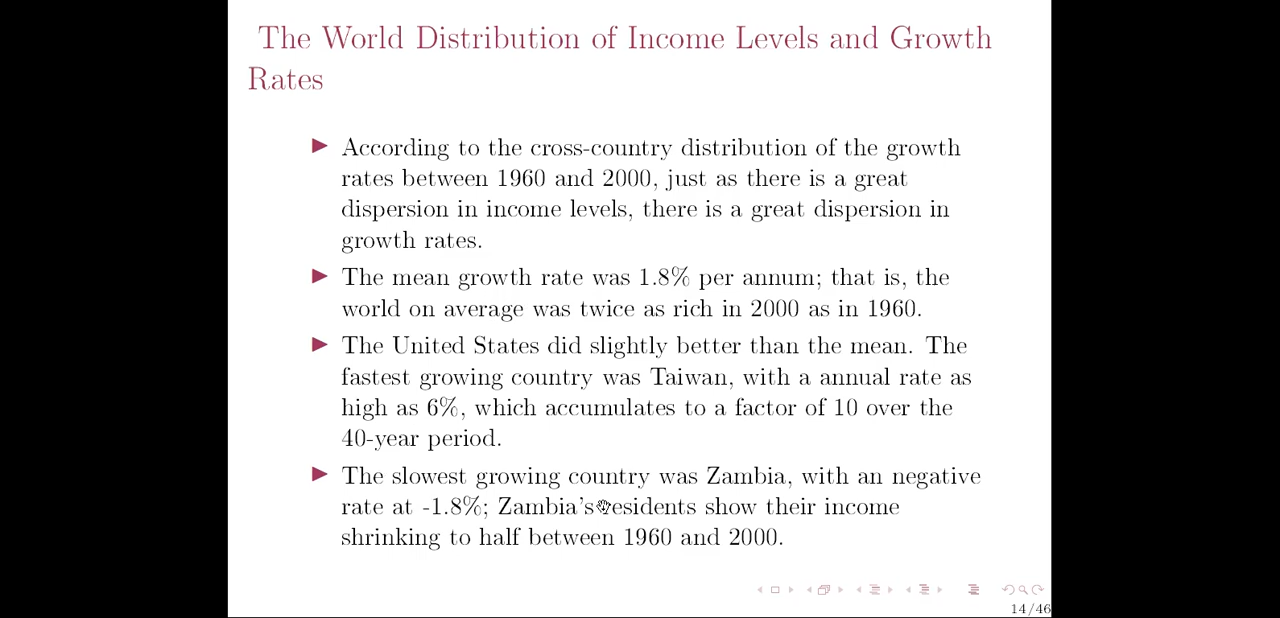 The World Distribution of Income Levels and Growth
Rates
According to the cross-country distribution of the growth
rates between 1960 and 2000, just as there is a great
dispersion in income levels, there is a great dispersion in
growth rates.
The mean growth rate was 1.8% per annum; that is, the
world on average was twice as rich in 2000 as in 1960.
The United States did slightly better than the mean. The
fastest growing country was Taiwan, with a annual rate as
high as 6%, which accumulates to a factor of 10 over the
40-year period.
The slowest growing country was Zambia, with an negative
rate at -1.8%; Zambia's residents show their income
shrinking to half between 1960 and 2000.
14/46